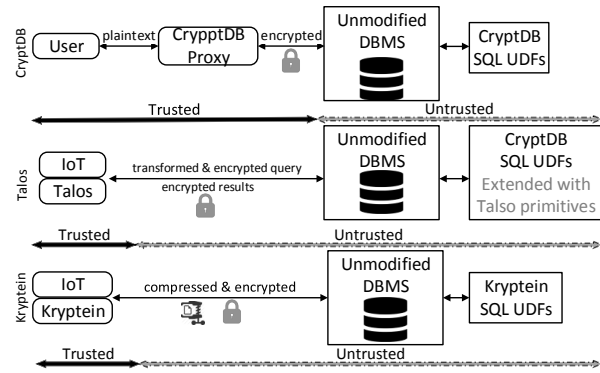 CryptDB
User
plaintext
CrypptDB
Proxy
encrypted
Unmodified
DBMS
CryptDB
SQL UDFs
Trusted
Untrusted
Talos
IoT
Talos
transformed & encrypted query
encrypted results
Unmodified
DBMS
CryptDB
SQL UDFs
Extended with
Talso primitives
Trusted
Untrusted
Kryptein
IoT
Kryptein
compressed & encrypted
Unmodified
DBMS
Kryptein
SQL UDFs
Trusted
Untrusted